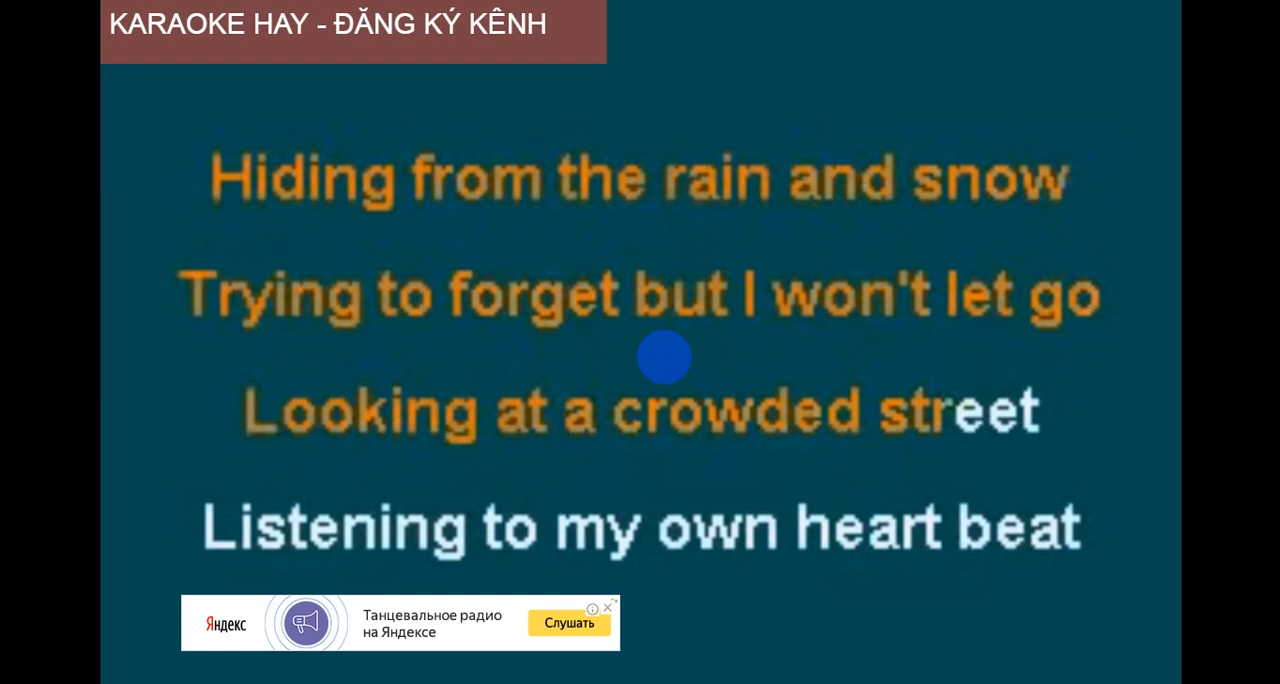 KARAOKE HAY - ĐĂNG KÝ KÊNH
Hiding from the rain and snow
Trying to forget but I won't let go
Looking at a crowded street
Listening to my own heart beat
Яндекс
Танцевальное радио
на Яндексе
Слушать